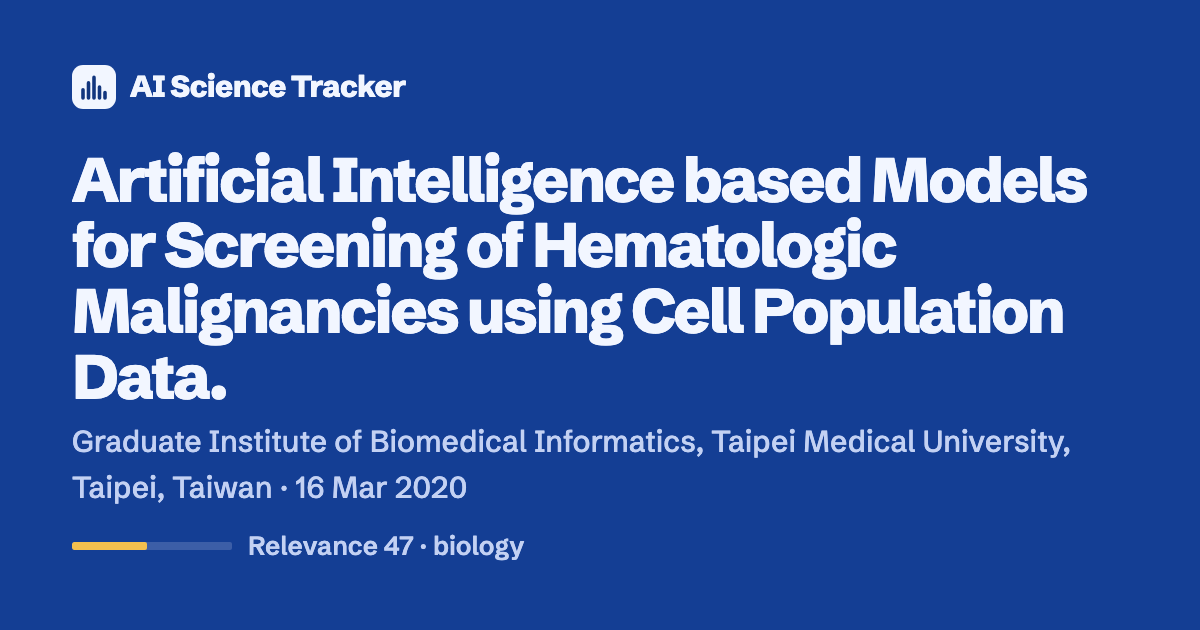 AI Science Tracker
Artificial Intelligence based Models
for Screening of Hematologic
Malignancies using Cell Population
Data.
Graduate Institute of Biomedical Informatics, Taipei Medical University,
Taipei, Taiwan · 16 Mar 2020
Relevance 47 · biology